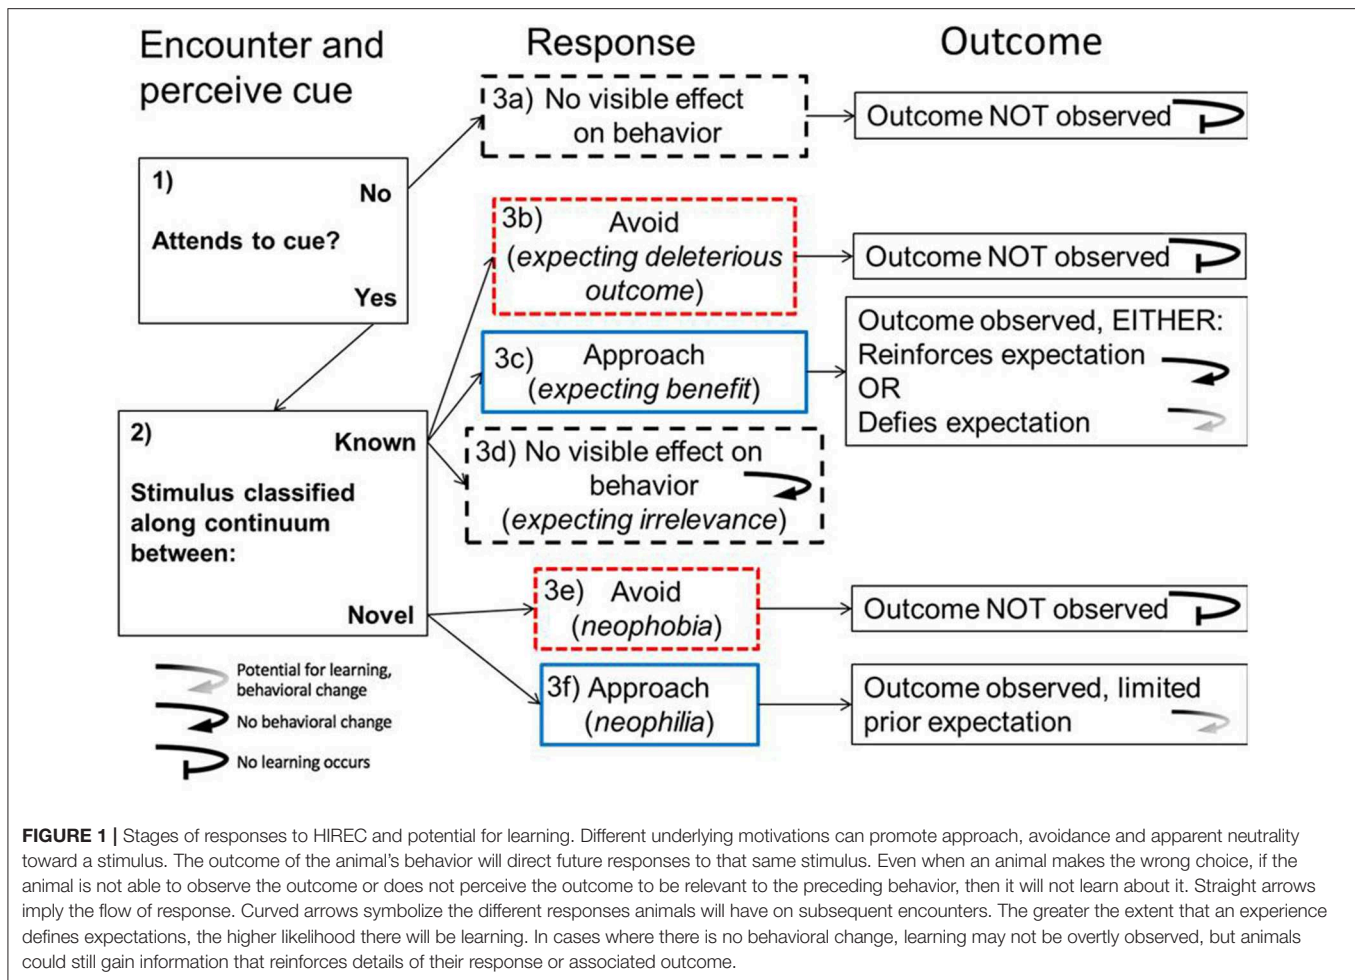 Encounter and
perceive cue
Response
Outcome
1)
No
Attends to cue?
Yes
2)
Known
Stimulus classified
along continuum
between:
Novel
3a) No visible effect
on behavior
Outcome NOT observed
3b)
Avoid
(expecting deleterious
outcome)
Outcome NOT observed
3c)
Approach
(expecting benefit)
Outcome observed, EITHER:
Reinforces expectation
OR
Defies expectation
3d) No visible effect on
behavior
(expecting irrelevance)
3e)
Avoid
(neophobia)
Outcome NOT observed
3f) Approach
(neophilia)
Outcome observed, limited
prior expectation
Potential for learning,
behavioral change
No behavioral change
No learning occurs
FIGURE 1 | Stages of responses to HIREC and potential for learning. Different underlying motivations can promote approach, avoidance and apparent neutrality
toward a stimulus. The outcome of the animal's behavior will direct future responses to that same stimulus. Even when an animal makes the wrong choice, if the
animal is not able to observe the outcome or does not perceive the outcome to be relevant to the preceding behavior, then it will not learn about it. Straight arrows
imply the flow of response. Curved arrows symbolize the different responses animals will have on subsequent encounters. The greater the extent that an experience
defines expectations, the higher likelihood there will be learning. In cases where there is no behavioral change, learning may not be overtly observed, but animals
could still gain information that reinforces details of their response or associated outcome.